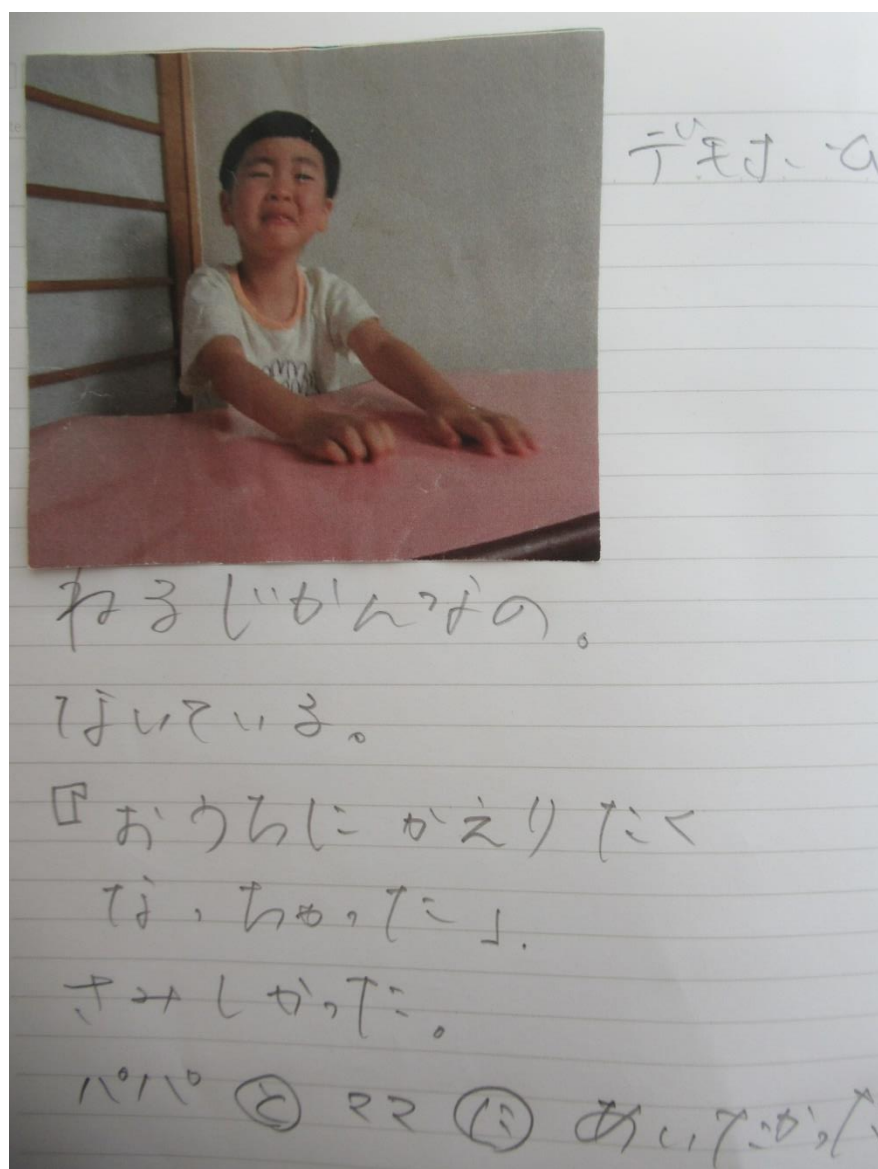 ねるじかんなの。
ないている。
『おうちにかえりたく
なっちゃった」.
さみしかった。
パパとママにあいたかった